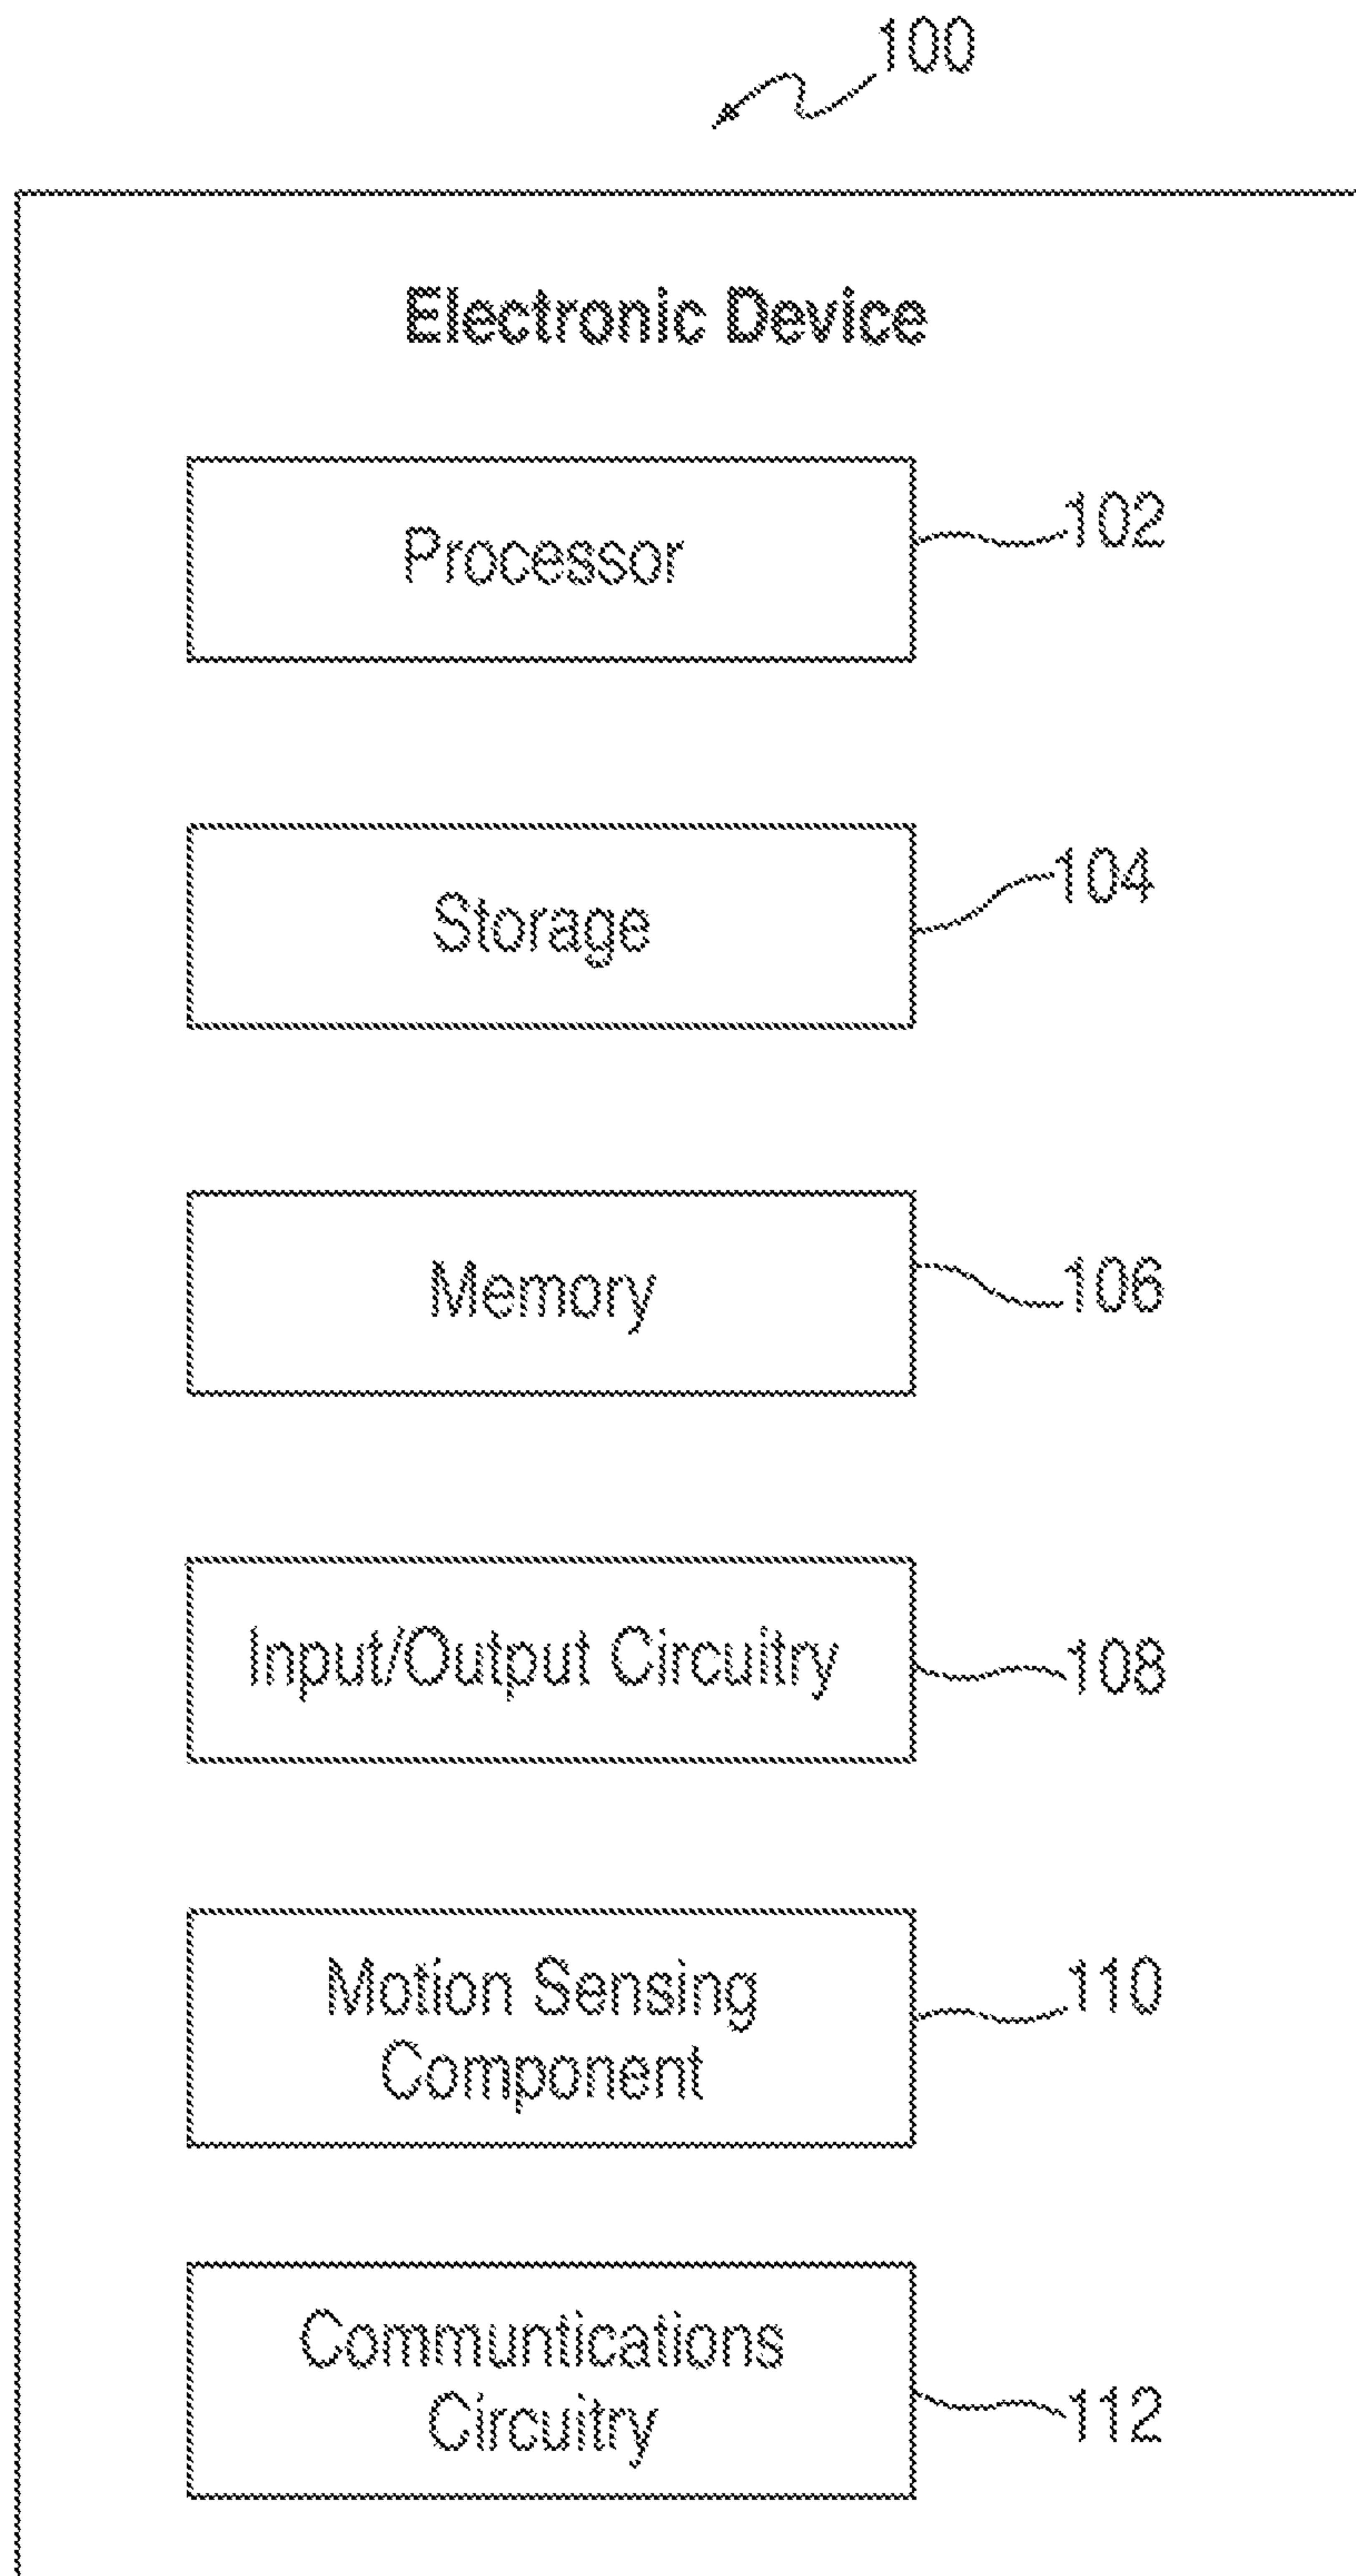 100
Electronic Device
Processor
102
Storage
104
Memory
106
Input/Output Circuitry
108
Motion Sensing
Component
110
Communtications
Circuitry
112